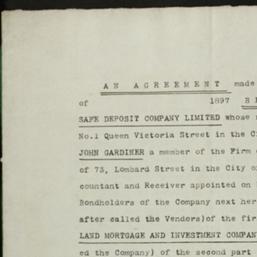 AN AGREEMENT made
of 1897
SAFE DEPOSIT COMPANY LIMITED whose
No.1 Queen Victoria Street in the C
JOHN GARDINER a member of the Firm
of 73, Lombard Street in the City o
countant and Receiver appointed on
Bondholders of the Company next her
after called the Vendors)of the fir
LAND MORTGAGE AND INVESTMENT COMPAN
ed the Company) of the second part